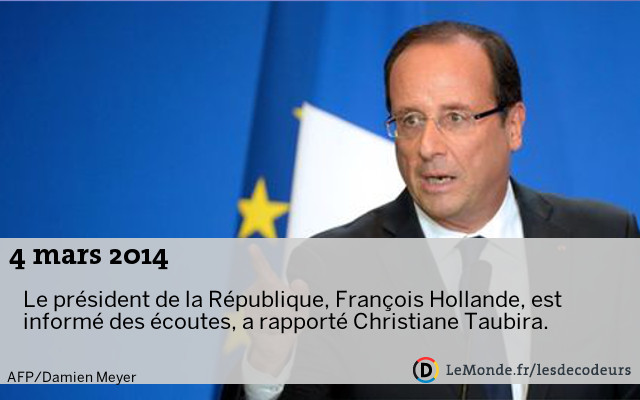 4 mars 2014
Le président de la République, François Hollande, est
informé des écoutes, a rapporté Christiane Taubira.
AFP/Damien Meyer
D LeMonde.fr/lesdecodeurs